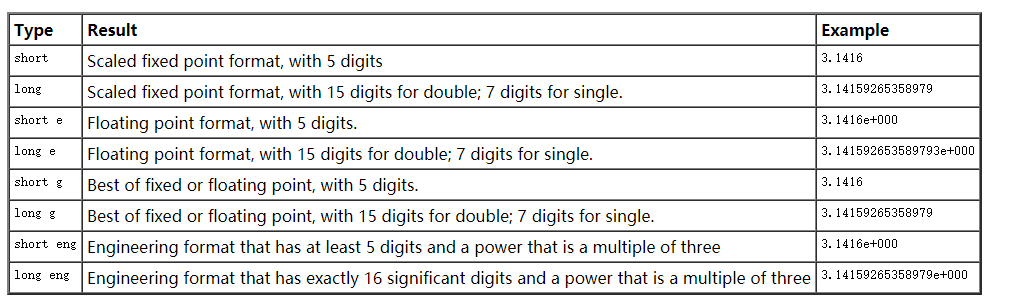 Type Result Example
short Scaled fixed point format, with 5 digits 3.1416
long Scaled fixed point format, with 15 digits for double; 7 digits for single. 3.14159265358979
short e Floating point format, with 5 digits. 3.1416e+000
long e Floating point format, with 15 digits for double; 7 digits for single. 3.141592653589793e+000
short g Best of fixed or floating point, with 5 digits. 3.1416
long g Best of fixed or floating point, with 15 digits for double; 7 digits for single. 3.14159265358979
short eng Engineering format that has at least 5 digits and a power that is a multiple of three 3.1416e+000
long eng Engineering format that has exactly 16 significant digits and a power that is a multiple of three 3.14159265358979e+000